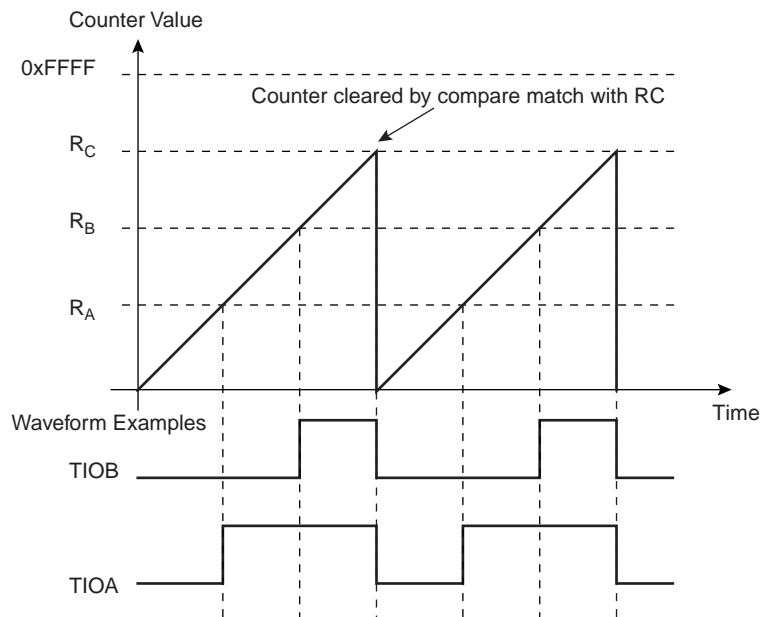 Counter Value
0xFFFF
Counter cleared by compare match with RC
RC
RB
RA
Time
Waveform Examples
TIOB
TIOA